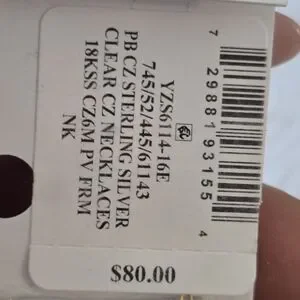 YZS6114-16E
745/52/445/61143
PB CZ STERLING SILVER
CLEAR CZ NECKLACES
18KSS CZ6M PV FRM
NK
7 29881 93155 4
$80.00